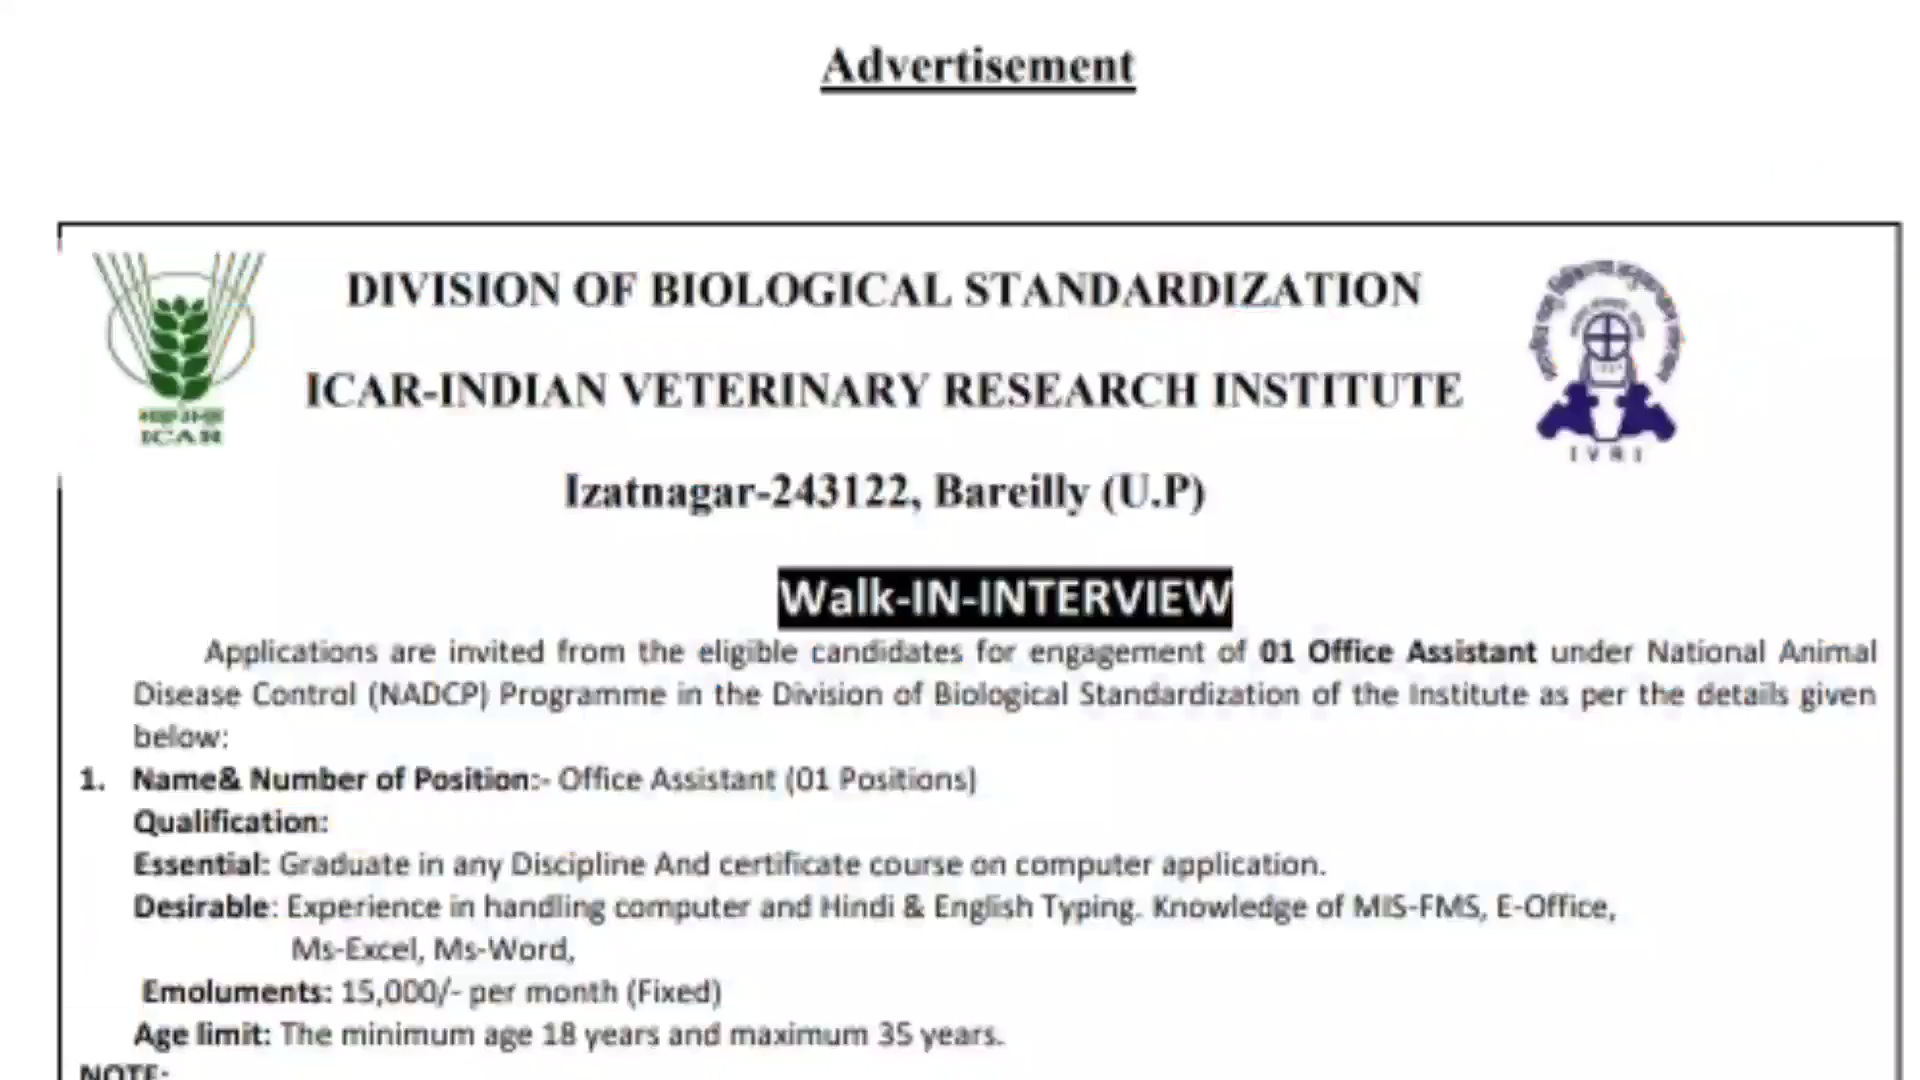 Advertisement
DIVISION OF BIOLOGICAL STANDARDIZATION
ICAR-INDIAN VETERINARY RESEARCH INSTITUTE
Izatnagar-243122, Bareilly (U.P)
ICAR
IVRI
Walk-IN-INTERVIEW
Applications are invited from the eligible candidates for engagement of 01 Office Assistant under National Animal
Disease Control (NADCP) Programme in the Division of Biological Standardization of the Institute as per the details given
below:
1. Name& Number of Position:- Office Assistant (01 Positions)
Qualification:
Essential: Graduate in any Discipline And certificate course on computer application.
Desirable: Experience in handling computer and Hindi & English Typing. Knowledge of MIS-FMS, E-Office,
Ms-Excel, Ms-Word,
Emoluments: 15,000/- per month (Fixed)
Age limit: The minimum age 18 years and maximum 35 years.
NOTE: